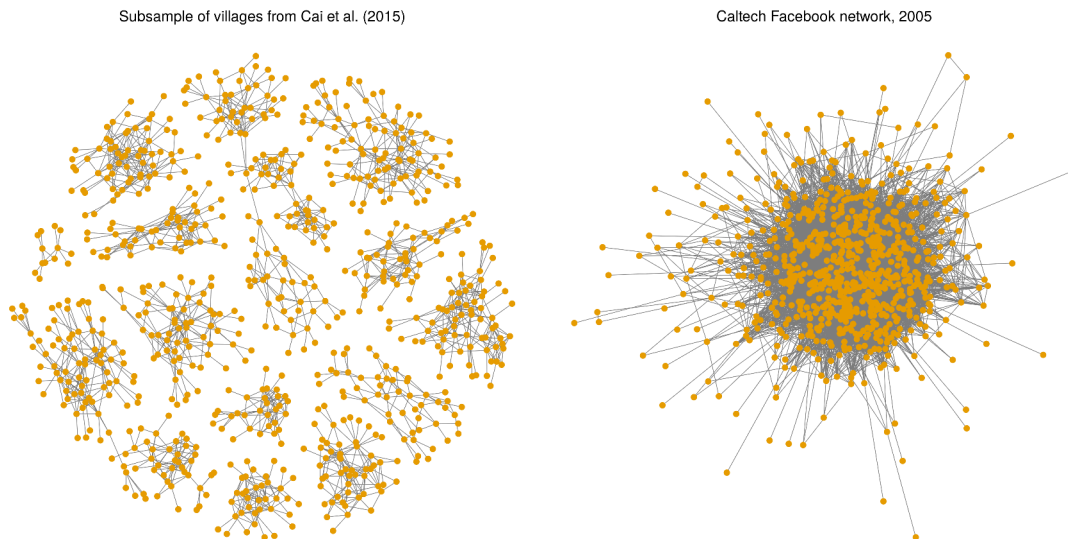 Subsample of villages from Cai et al. (2015)
Caltech Facebook network, 2005